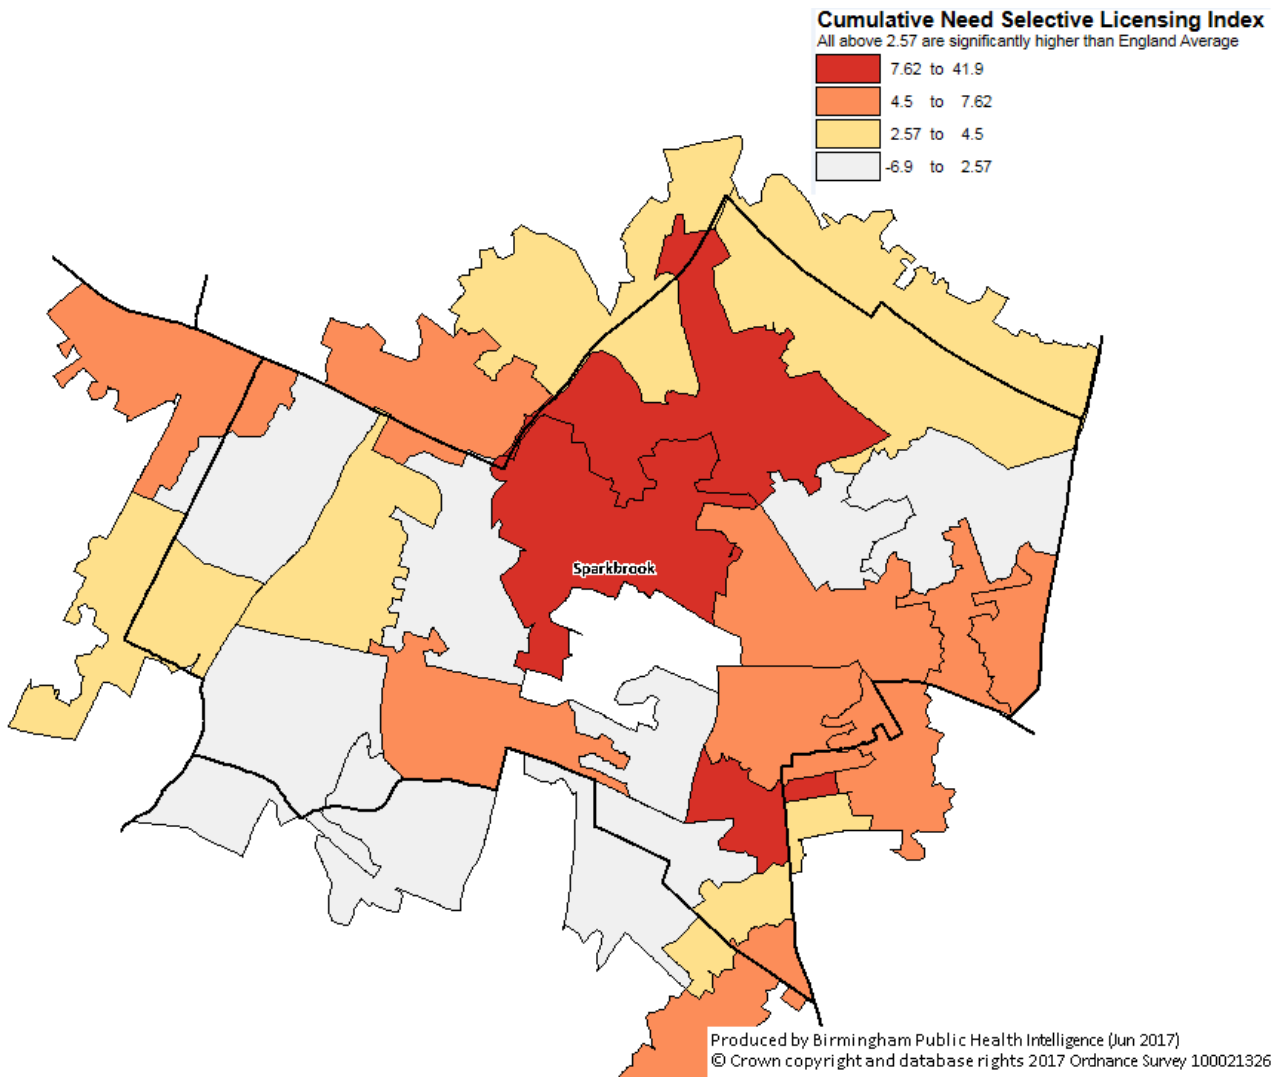 Cumulative Need Selective Licensing Index
All above 2.57 are significantly higher than England Average
7.62 to 41.9
4.5 to 7.62
2.57 to 4.5
-6.9 to 2.57
Sparkbrook
Produced by Birmingham Public Health Intelligence (Jun 2017)
© Crown copyright and database rights 2017 Ordnance Survey 100021326